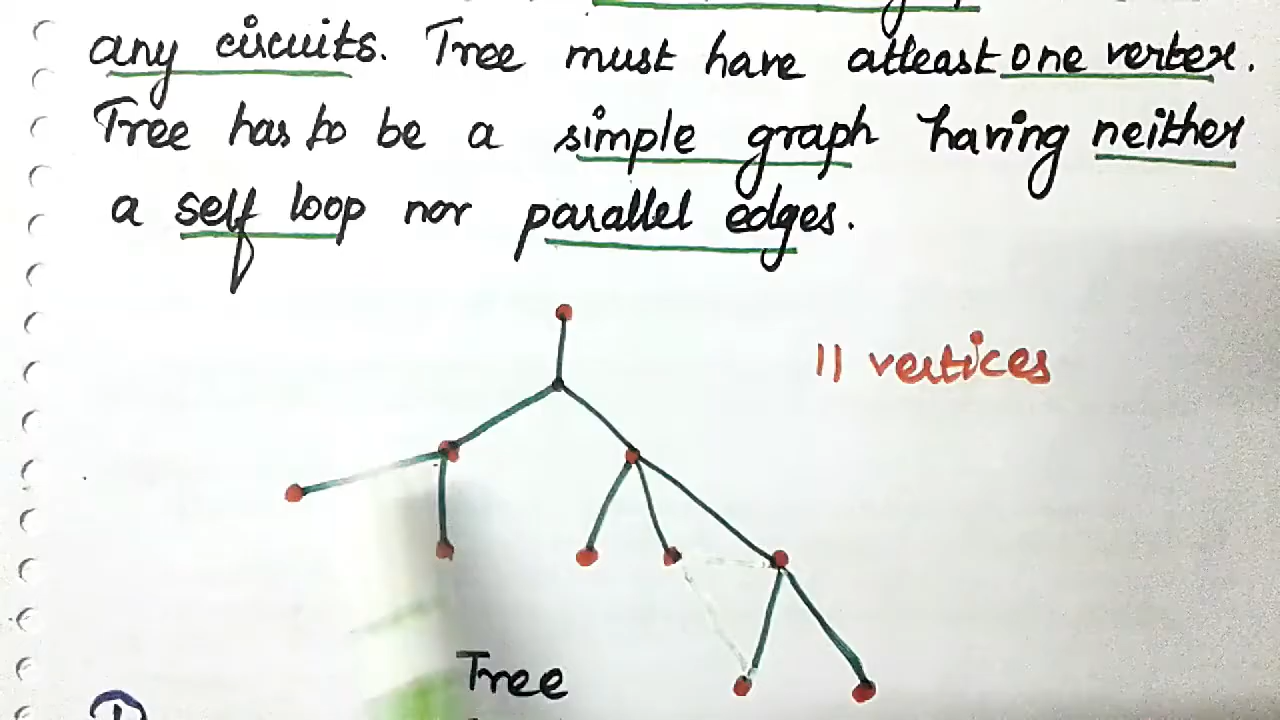 any circuits. Tree must have atleast one vertex.
Tree has to be a simple graph having neither
a self loop nor parallel edges.
11 vertices
Tree